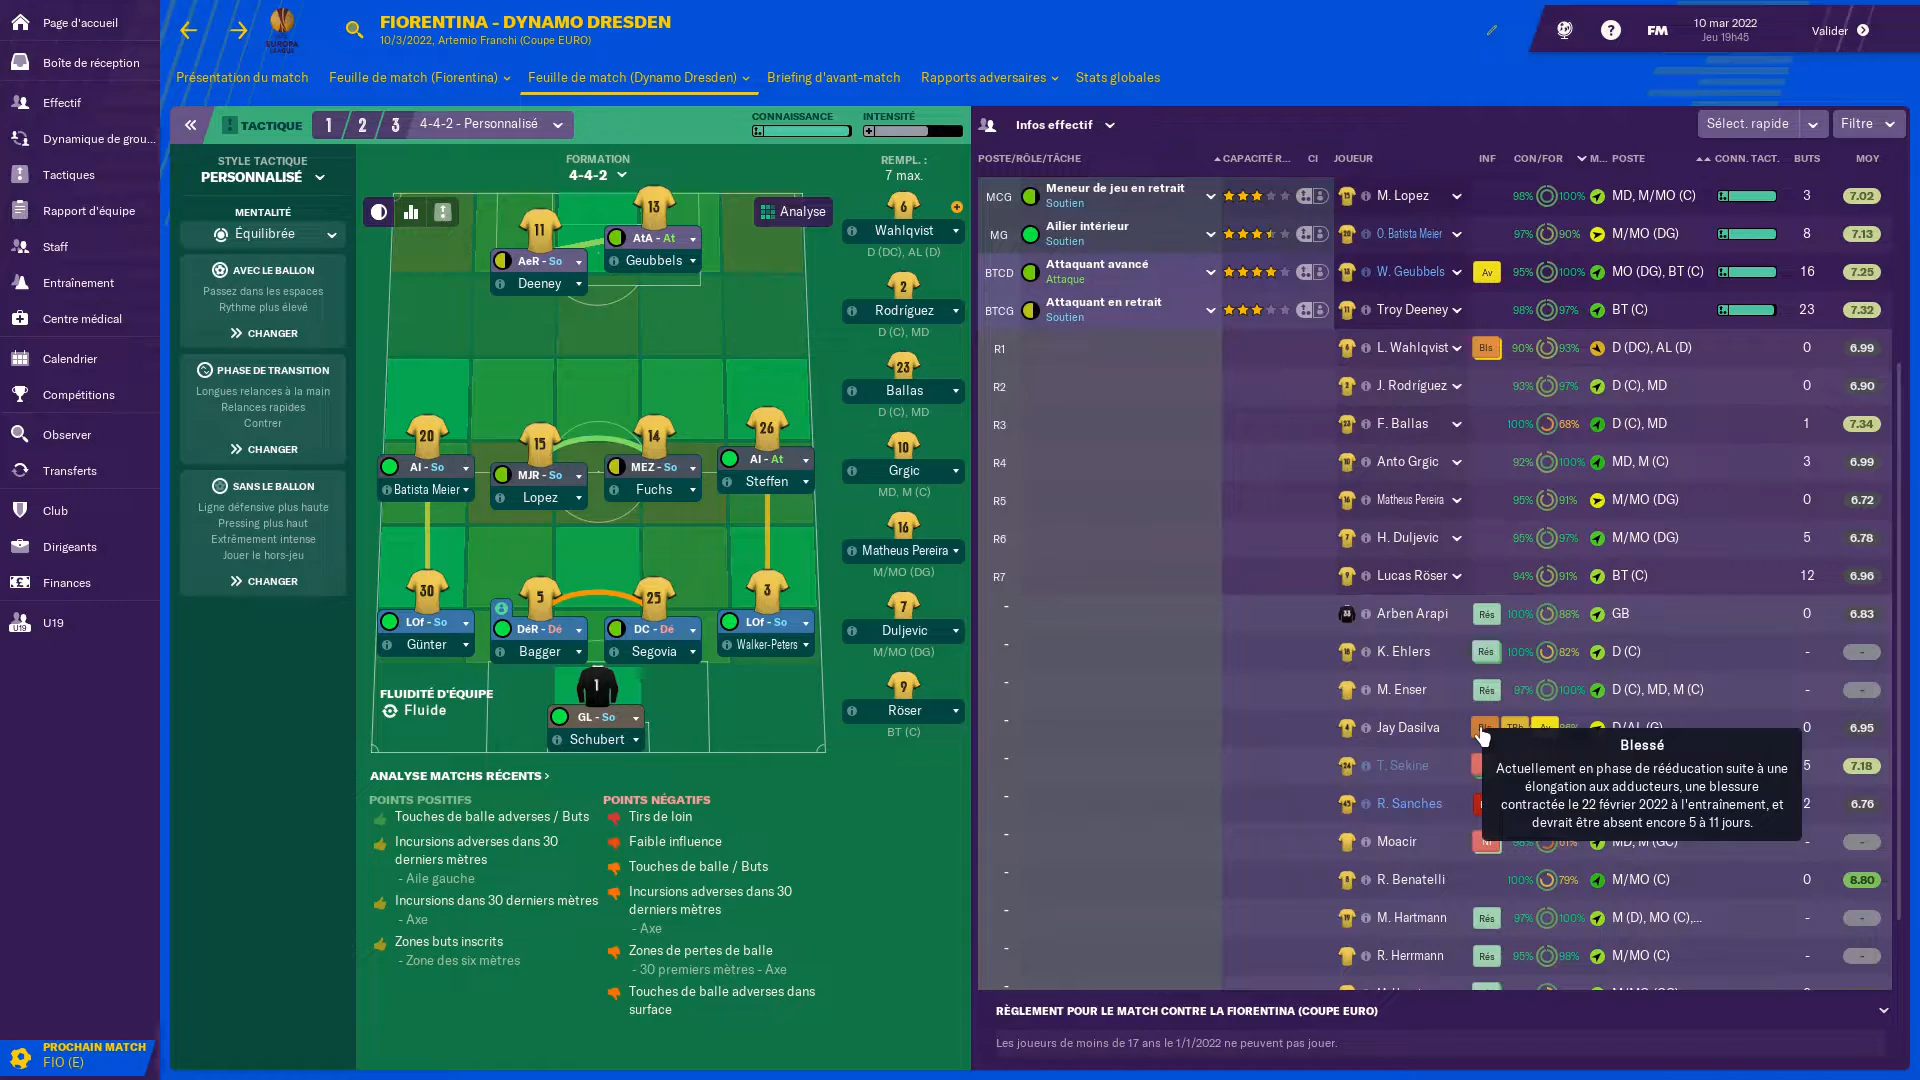 Page d'accueil
Boîte de réception
Effectif
Dynamique de grou...
Tactiques
Rapport d'équipe
Staff
Entraînement
Centre médical
Calendrier
Compétitions
Observer
Transferts
Club
Dirigeants
Finances
U19
PROCHAIN MATCH
FIO (E)
EUROPA
FIORENTINA - DYNAMO DRESDEN
10/3/2022, Artemio Franchi (Coupe EURO)
FM
10 mar 2022
Jeu 19h45
Valider
Présentation du match
Feuille de match (Fiorentina)
Feuille de match (Dynamo Dresden)
Briefing d'avant-match
Rapports adversaires
Stats globales
TACTIQUE
1 2 3 4-4-2 - Personnalisé
CONNAISSANCE
INTENSITÉ
STYLE TACTIQUE
PERSONNALISÉ
MENTALITÉ
Équilibrée
AVEC LE BALLON
Passez dans les espaces
Rythme plus élevé
CHANGER
PHASE DE TRANSITION
Longues relances à la main
Relances rapides
Contrer
CHANGER
SANS LE BALLON
Ligne défensive plus haute
Pressing plus haut
Extrêmement intense
Jouer le hors-jeu
CHANGER
FORMATION
4-4-2
Analyse
11
AeR - So
Deeney
13
AtA - At
Geubbels
20
AI - So
Batista Meier
15
MJR - So
Lopez
14
MEZ - So
Fuchs
26
AI - At
Steffen
30
LOf - So
Günter
5
DéR - Dé
Bagger
25
DC - Dé
Segovia
3
LOf - So
Walker-Peters
1
GL - So
Schubert
FLUIDITÉ D'ÉQUIPE
Fluide
REMPL. :
7 max.
6
Wahlqvist
D (DC), AL (D)
2
Rodríguez
D (C), MD
23
Ballas
D (C), MD
10
Grgic
MD, M (C)
16
Matheus Pereira
M/MO (DG)
7
Duljevic
M/MO (DG)
9
Röser
BT (C)
ANALYSE MATCHS RÉCENTS >
POINTS POSITIFS
Touches de balle adverses / Buts
Incursions adverses dans 30
derniers mètres
- Aile gauche
Incursions dans 30 derniers mètres
- Axe
Zones buts inscrits
- Zone des six mètres
POINTS NÉGATIFS
Tirs de loin
Faible influence
Touches de balle / Buts
Incursions adverses dans 30
derniers mètres
- Axe
Zones de pertes de balle
- 30 premiers mètres - Axe
Touches de balle adverses dans
surface
Infos effectif
Sélect. rapide
Filtre
POSTE/RÔLE/TÂCHE CAPACITÉ R... CI JOUEUR INF CON/FOR M... POSTE CONN. TACT. BUTS MOY
MCG Meneur de jeu en retrait Soutien M. Lopez 98% 100% MD, M/MO (C) 3 7.02
MG Ailier intérieur Soutien O. Batista Meier 97% 90% M/MO (DG) 8 7.13
BTCD Attaquant avancé Attaque W. Geubbels Av 95% 100% MO (DG), BT (C) 16 7.25
BTCG Attaquant en retrait Soutien Troy Deeney 98% 97% BT (C) 23 7.32
R1 L. Wahlqvist Bls 90% 93% D (DC), AL (D) 0 6.99
R2 J. Rodríguez 93% 97% D (C), MD 0 6.90
R3 F. Ballas 100% 68% D (C), MD 1 7.34
R4 Anto Grgic 92% 100% MD, M (C) 3 6.99
R5 Matheus Pereira 95% 91% M/MO (DG) 0 6.72
R6 H. Duljevic 95% 97% M/MO (DG) 5 6.78
R7 Lucas Röser 94% 91% BT (C) 12 6.96
- Arben Arapi Rés 100% 88% GB 0 6.83
- K. Ehlers Rés 100% 82% D (C) - -
- M. Enser Rés 97% 100% D (C), MD, M (C) - -
- Jay Dasilva D/AL (G) 0 6.95
- T. Sekine 5 7.18
- R. Sanches 2 6.76
- Moacir MD, M (GC) - -
- R. Benatelli 100% 79% M/MO (C) 0 8.80
- M. Hartmann Rés 97% 100% M (D), MO (C),... - -
- R. Herrmann Rés 95% 98% M/MO (C) - -
Blessé
Actuellement en phase de rééducation suite à une
élongation aux adducteurs, une blessure
contractée le 22 février 2022 à l'entraînement, et
devrait être absent encore 5 à 11 jours.
RÈGLEMENT POUR LE MATCH CONTRE LA FIORENTINA (COUPE EURO)
Les joueurs de moins de 17 ans le 1/1/2022 ne peuvent pas jouer.